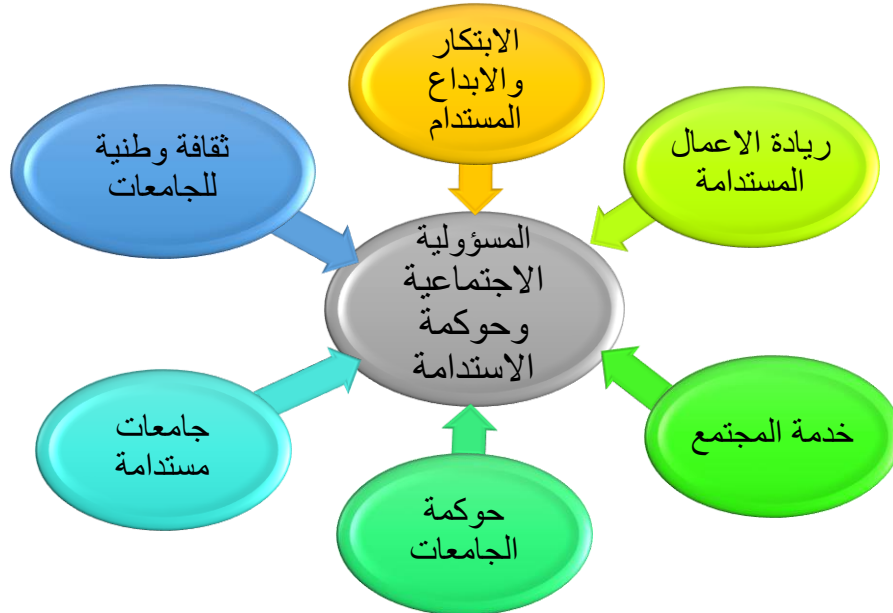 الابتكار
والابداع
المستدام
ريادة الاعمال
المستدامة
خدمة المجتمع
حوكمة
الجامعات
جامعات
مستدامة
ثقافة وطنية
للجامعات
المسؤولية
الاجتماعية
وحوكمة
الاستدامة